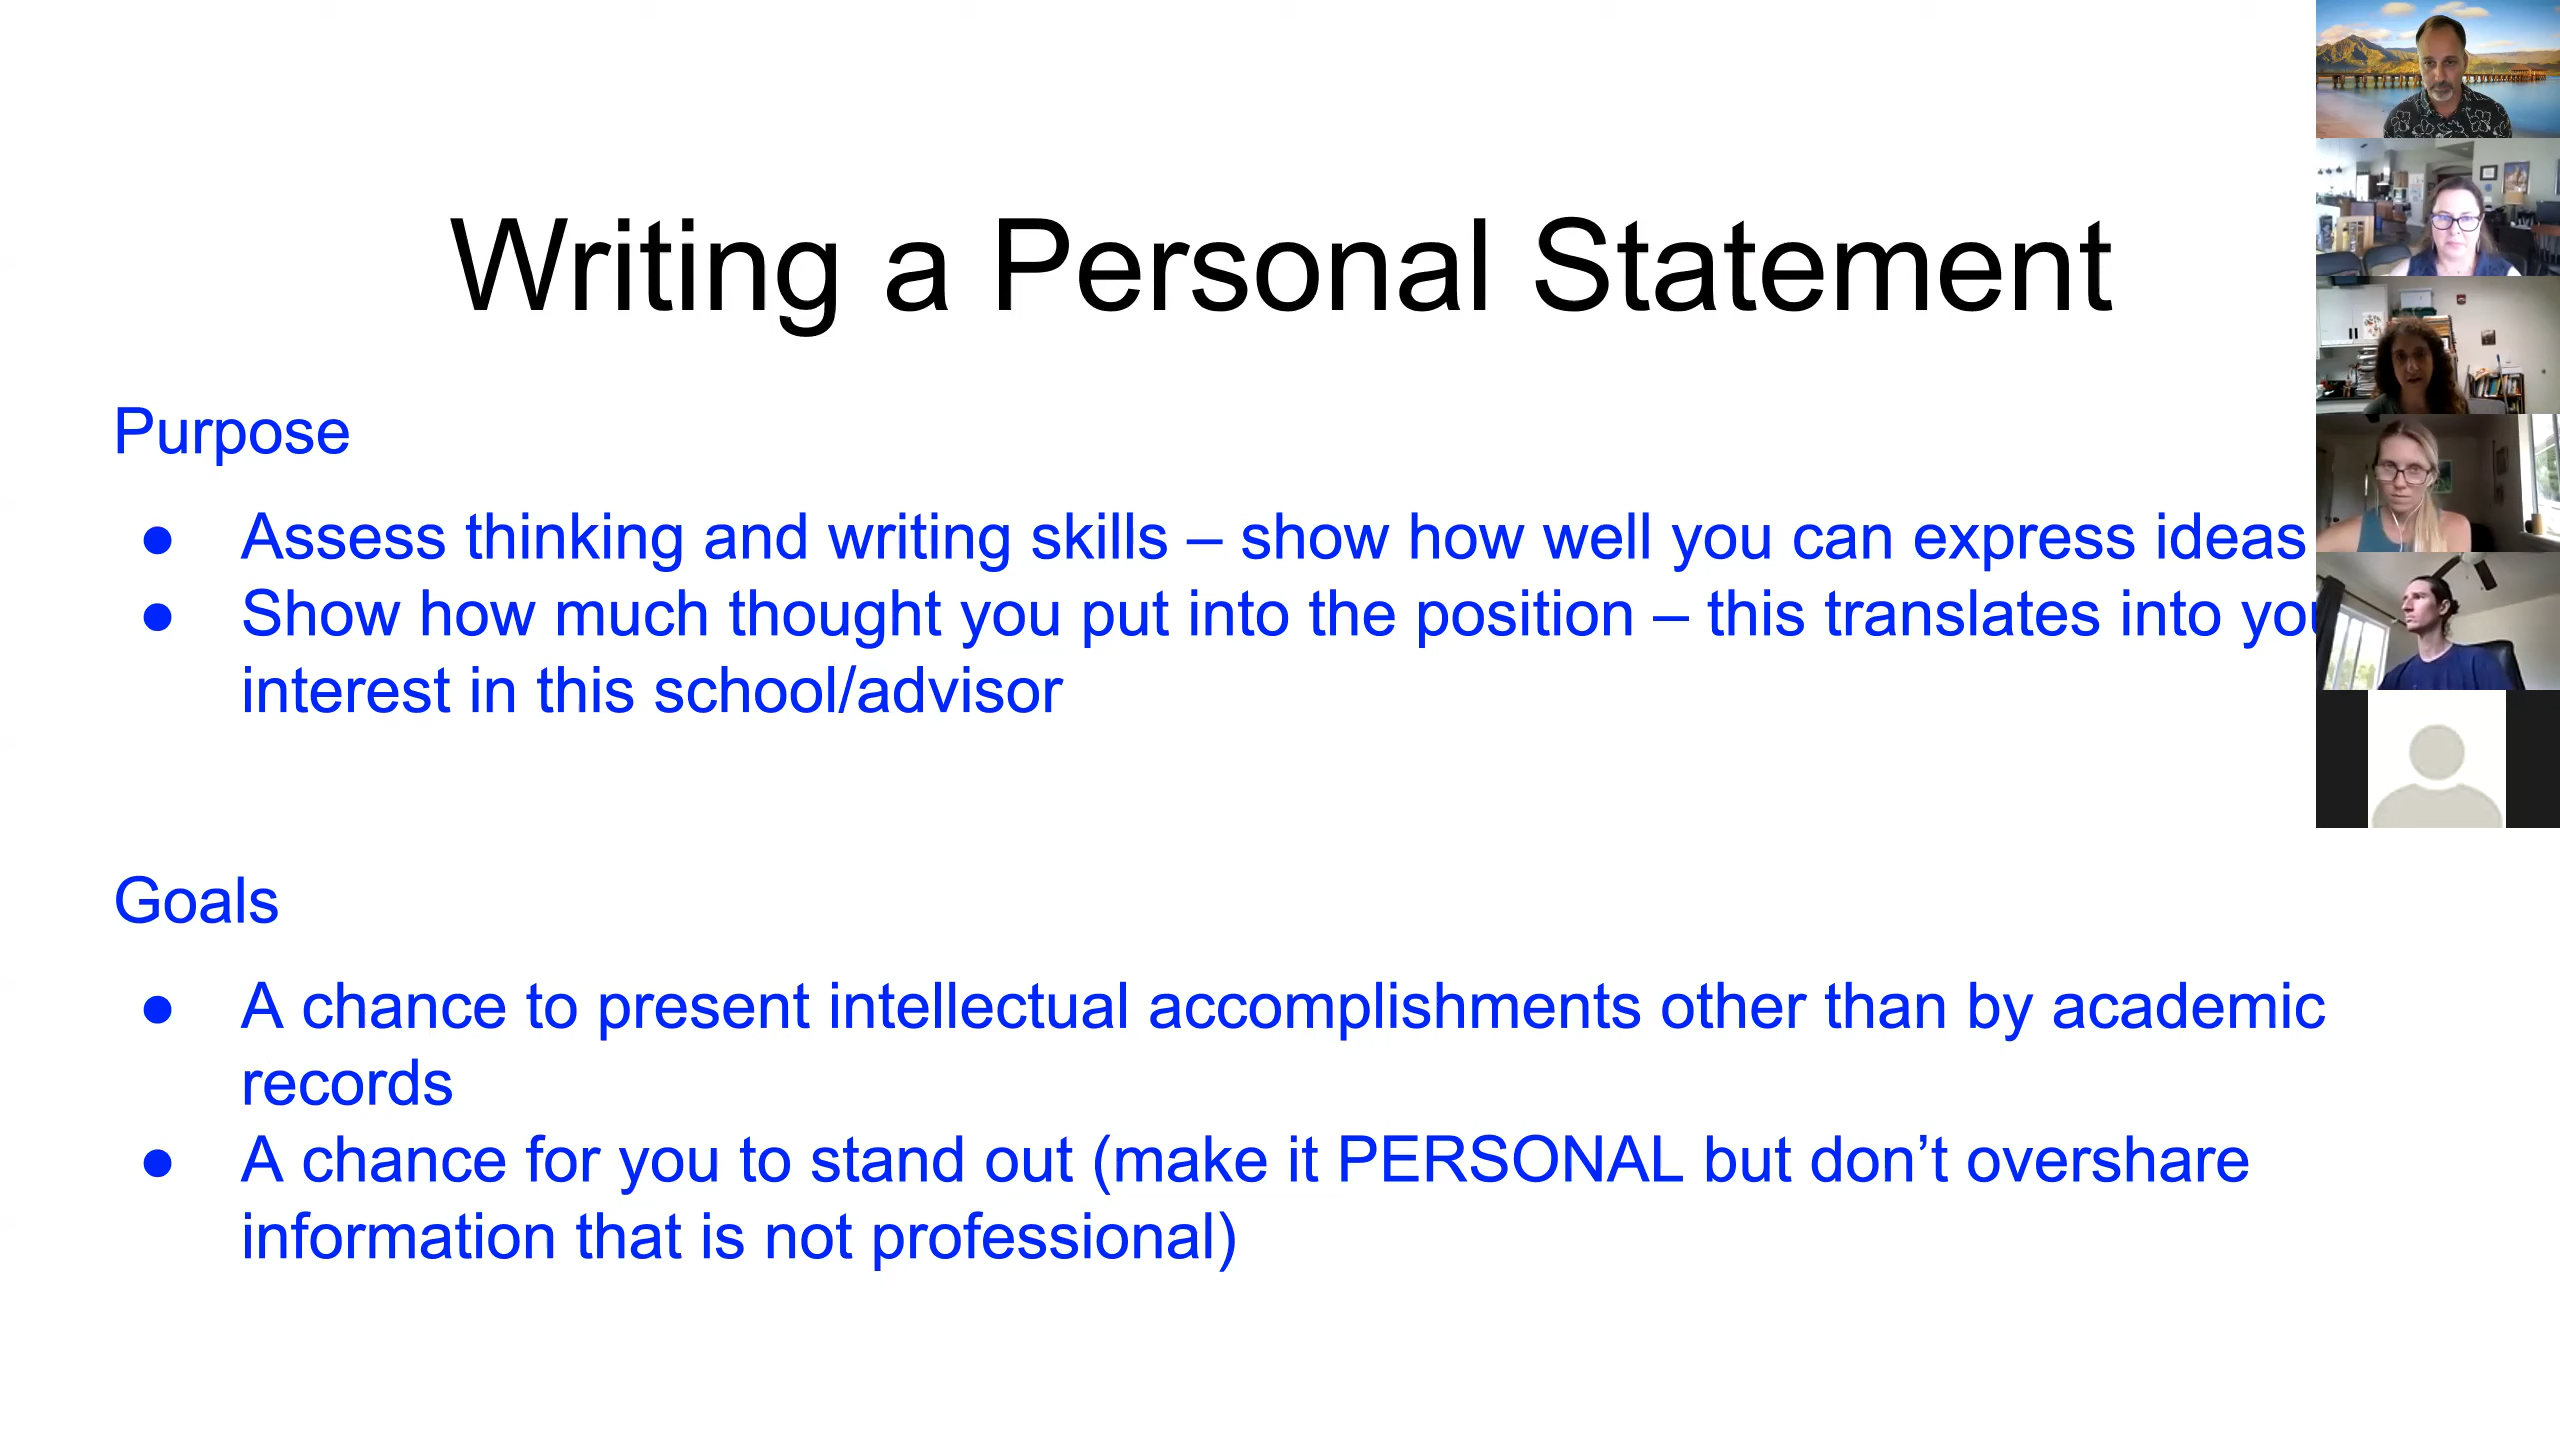 Writing a Personal Statement
Purpose
● Assess thinking and writing skills – show how well you can express ideas
● Show how much thought you put into the position – this translates into
interest in this school/advisor
Goals
● A chance to present intellectual accomplishments other than by academic
records
● A chance for you to stand out (make it PERSONAL but don’t overshare
information that is not professional)